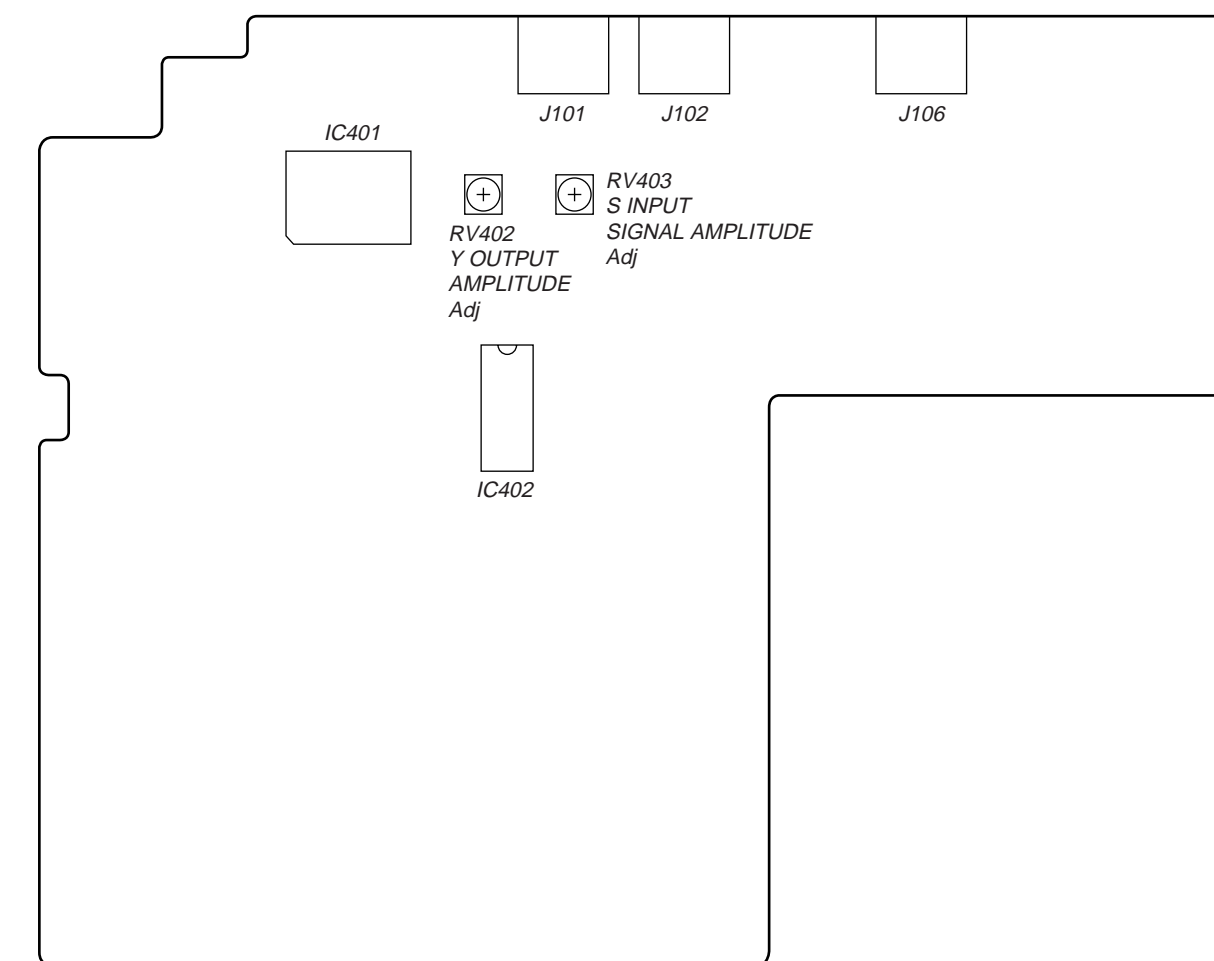 J101
J102
J106
IC401
RV402
Y OUTPUT
AMPLITUDE
Adj
RV403
S INPUT
SIGNAL AMPLITUDE
Adj
IC402